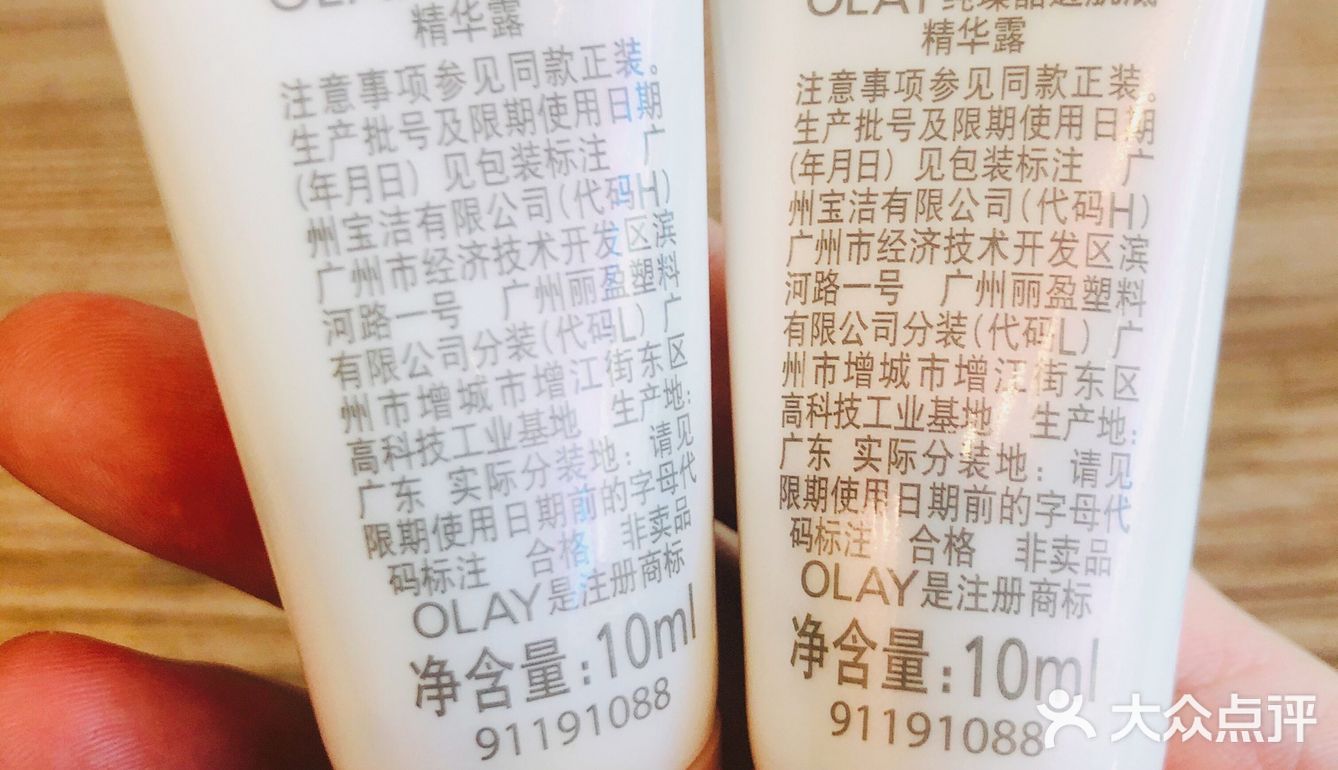 OLAY
精华露
注意事项参见同款正装。
生产批号及限期使用日期
(年月日) 见包装标注 广
州宝洁有限公司(代码H)
广州市经济技术开发区滨
河路一号 广州丽盈塑料
有限公司分装(代码L) 广
州市增城市增江街东区
高科技工业基地 生产地:
广东 实际分装地: 请见
限期使用日期前的字母代
码标注 合格 非卖品
OLAY是注册商标
净含量: 10ml
91191088
OLAY纯臻晶透肌底
精华露
注意事项参见同款正装。
生产批号及限期使用日期
(年月日) 见包装标注 广
州宝洁有限公司(代码H)
广州市经济技术开发区滨
河路一号 广州丽盈塑料
有限公司分装(代码L) 广
州市增城市增江街东区
高科技工业基地 生产地:
广东 实际分装地: 请见
限期使用日期前的字母代
码标注 合格 非卖品
OLAY是注册商标
净含量: 10ml
91191088
大众点评